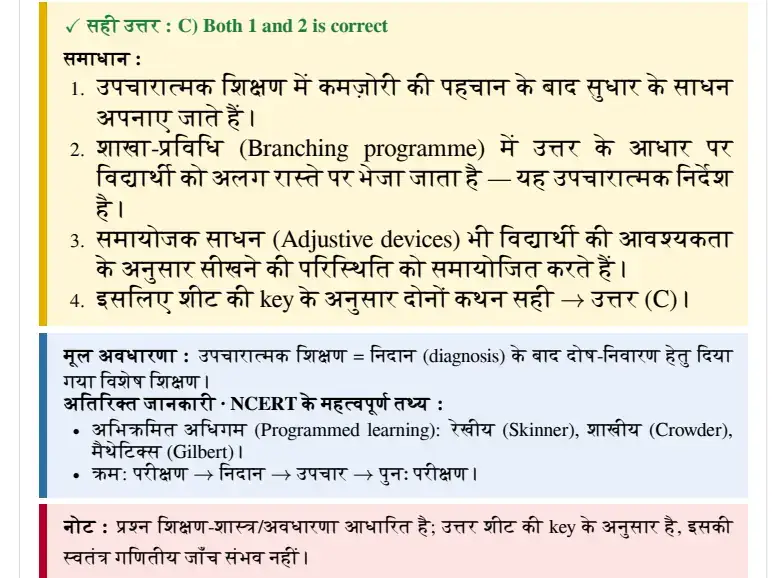 ✓ सही उत्तर : C) Both 1 and 2 is correct
समाधान :
1. उपचारात्मक शिक्षण में कमज़ोरी की पहचान के बाद सुधार के साधन
अपनाए जाते हैं।
2. शाखा-प्रविधि (Branching programme) में उत्तर के आधार पर
विद्यार्थी को अलग रास्ते पर भेजा जाता है — यह उपचारात्मक निर्देश
है।
3. समायोजक साधन (Adjustive devices) भी विद्यार्थी की आवश्यकता
के अनुसार सीखने की परिस्थिति को समायोजित करते हैं।
4. इसलिए शीट की key के अनुसार दोनों कथन सही → उत्तर (C)।
मूल अवधारणा : उपचारात्मक शिक्षण = निदान (diagnosis) के बाद दोष-निवारण हेतु दिया
गया विशेष शिक्षण।
अतिरिक्त जानकारी · NCERT के महत्वपूर्ण तथ्य :
• अभिक्रमित अधिगम (Programmed learning): रेखीय (Skinner), शाखीय (Crowder),
मैथेटिक्स (Gilbert)।
• क्रमः परीक्षण → निदान → उपचार → पुनः परीक्षण।
नोट : प्रश्न शिक्षण-शास्त्र/अवधारणा आधारित है; उत्तर शीट की key के अनुसार है, इसकी
स्वतंत्र गणितीय जाँच संभव नहीं।